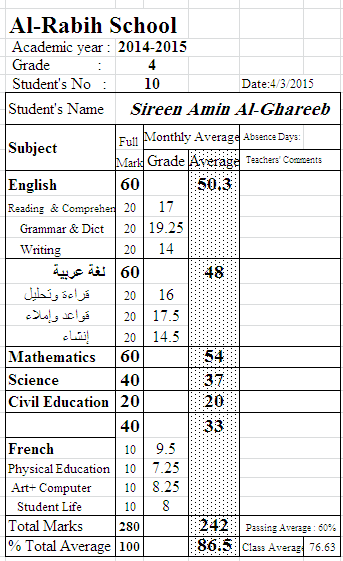 Al-Rabih School
Academic year : 2014-2015
Grade : 4
Student's No : 10 Date:4/3/2015
Student's Name Sireen Amin Al-Ghareeb
Subject Full Mark Monthly Average Absence Days:
Grade Average Teachers' Comments
English 60 50.3
Reading & Comprehen 20 17
Grammar & Dict 20 19.25
Writing 20 14
لغة عربية 60 48
قراءة وتحليل 20 16
قواعد وإملاء 20 17.5
إنشاء 20 14.5
Mathematics 60 54
Science 40 37
Civil Education 20 20
40 33
French 10 9.5
Physical Education 10 7.25
Art+ Computer 10 8.25
Student Life 10 8
Total Marks 280 242 Passing Average : 60%
% Total Average 100 86.5 Class Average 76.63